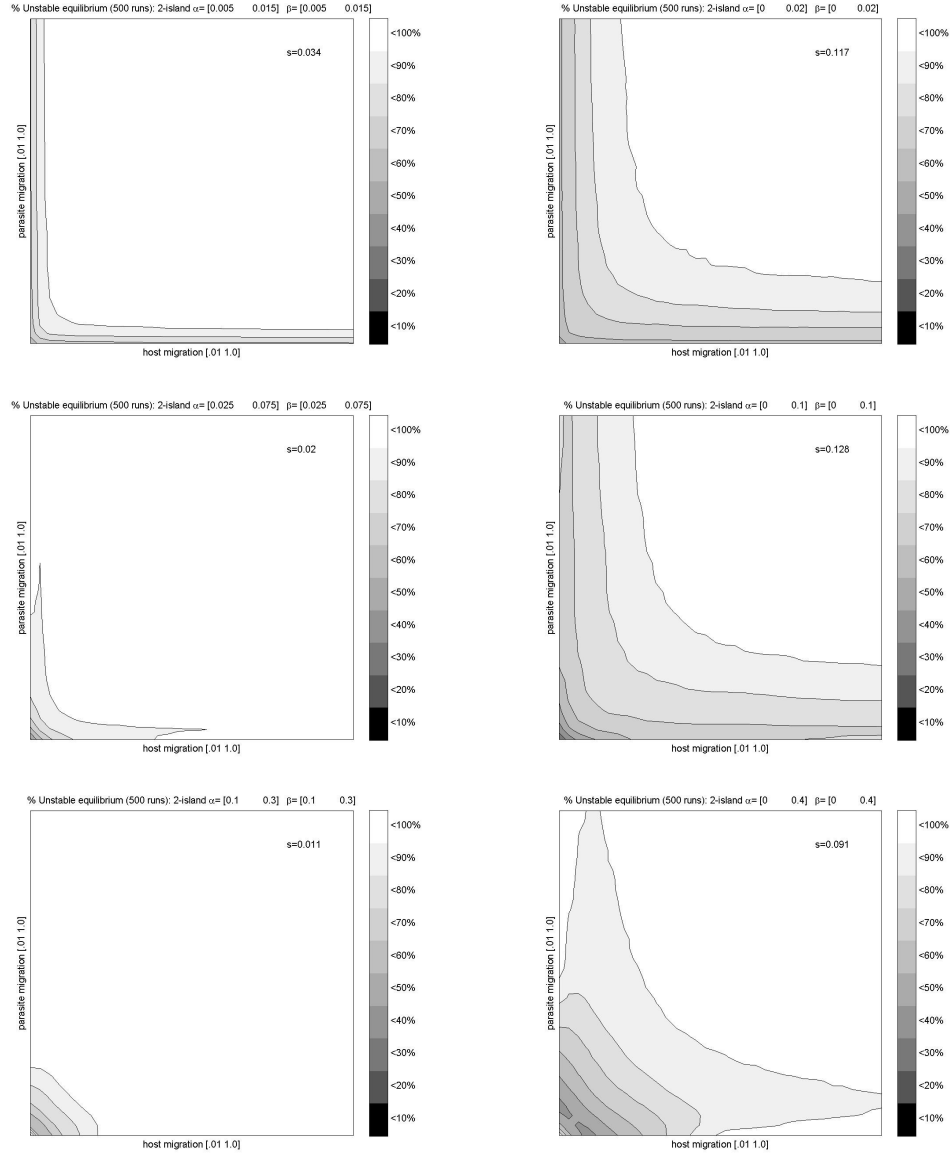 % Unstable equilibrium (500 runs): 2-island α= [0.005 0.015] β= [0.005 0.015]
s=0.034
parasite migration [.01 1.0]
host migration [.01 1.0]
<100%
<90%
<80%
<70%
<60%
<50%
<40%
<30%
<20%
<10%
% Unstable equilibrium (500 runs): 2-island α= [0 0.02] β= [0 0.02]
s=0.117
parasite migration [.01 1.0]
host migration [.01 1.0]
<100%
<90%
<80%
<70%
<60%
<50%
<40%
<30%
<20%
<10%
% Unstable equilibrium (500 runs): 2-island α= [0.025 0.075] β= [0.025 0.075]
s=0.02
parasite migration [.01 1.0]
host migration [.01 1.0]
<100%
<90%
<80%
<70%
<60%
<50%
<40%
<30%
<20%
<10%
% Unstable equilibrium (500 runs): 2-island α= [0 0.1] β= [0 0.1]
s=0.128
parasite migration [.01 1.0]
host migration [.01 1.0]
<100%
<90%
<80%
<70%
<60%
<50%
<40%
<30%
<20%
<10%
% Unstable equilibrium (500 runs): 2-island α= [0.1 0.3] β= [0.1 0.3]
s=0.011
parasite migration [.01 1.0]
host migration [.01 1.0]
<100%
<90%
<80%
<70%
<60%
<50%
<40%
<30%
<20%
<10%
% Unstable equilibrium (500 runs): 2-island α= [0 0.4] β= [0 0.4]
s=0.091
parasite migration [.01 1.0]
host migration [.01 1.0]
<100%
<90%
<80%
<70%
<60%
<50%
<40%
<30%
<20%
<10%